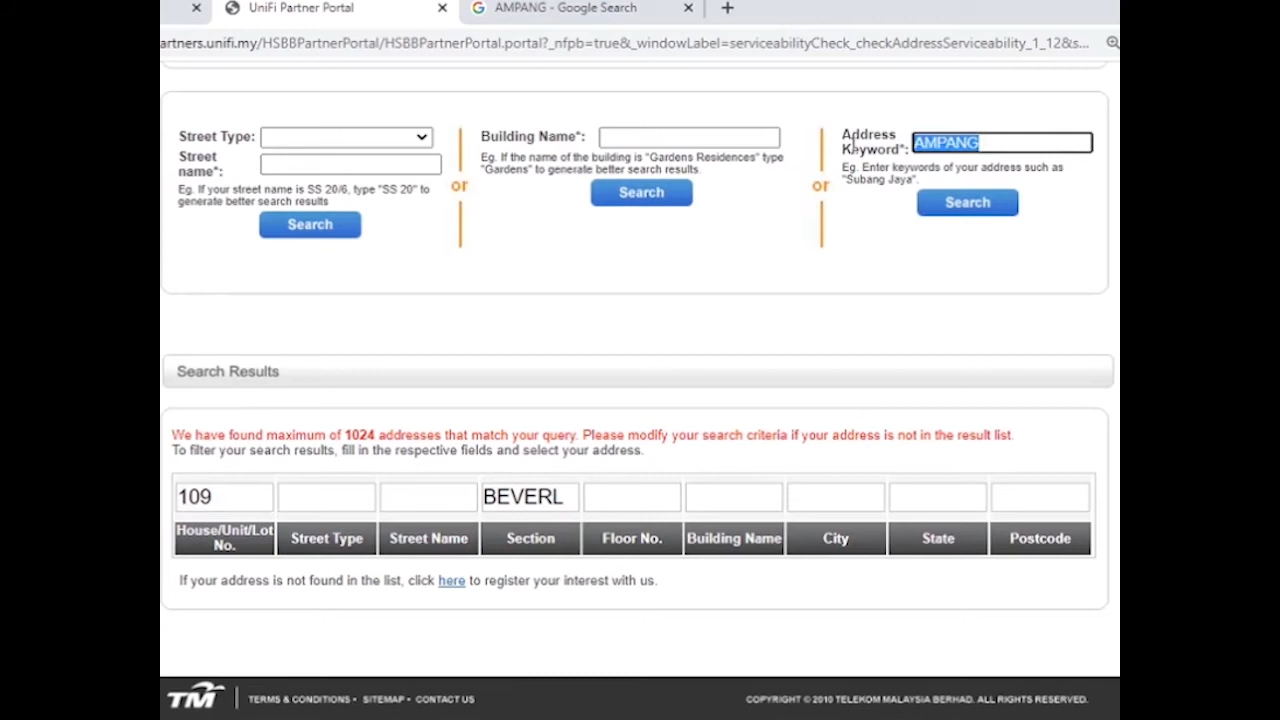 UniFi Partner Portal
AMPANG - Google Search
artners.unifi.my/HSBBPartnerPortal/HSBBPartnerPortal.portal?_nfpb=true&_windowLabel=serviceabilityCheck_checkAddressServiceability_1_12&s...
Street Type:
Street
name*:
Eg. If your street name is SS 20/6, type "SS 20" to
generate better search results
Search
or
Building Name*:
Eg. If the name of the building is "Gardens Residences" type
"Gardens" to generate better search results.
Search
or
Address
Keyword*:
AMPANG
Eg. Enter keywords of your address such as
"Subang Jaya".
Search
Search Results
We have found maximum of 1024 addresses that match your query. Please modify your search criteria if your address is not in the result list.
To filter your search results, fill in the respective fields and select your address.
109 BEVERL
House/Unit/Lot No. Street Type Street Name Section Floor No. Building Name City State Postcode
If your address is not found in the list, click here to register your interest with us.
TM TERMS & CONDITIONS • SITEMAP • CONTACT US COPYRIGHT © 2010 TELEKOM MALAYSIA BERHAD. ALL RIGHTS RESERVED.